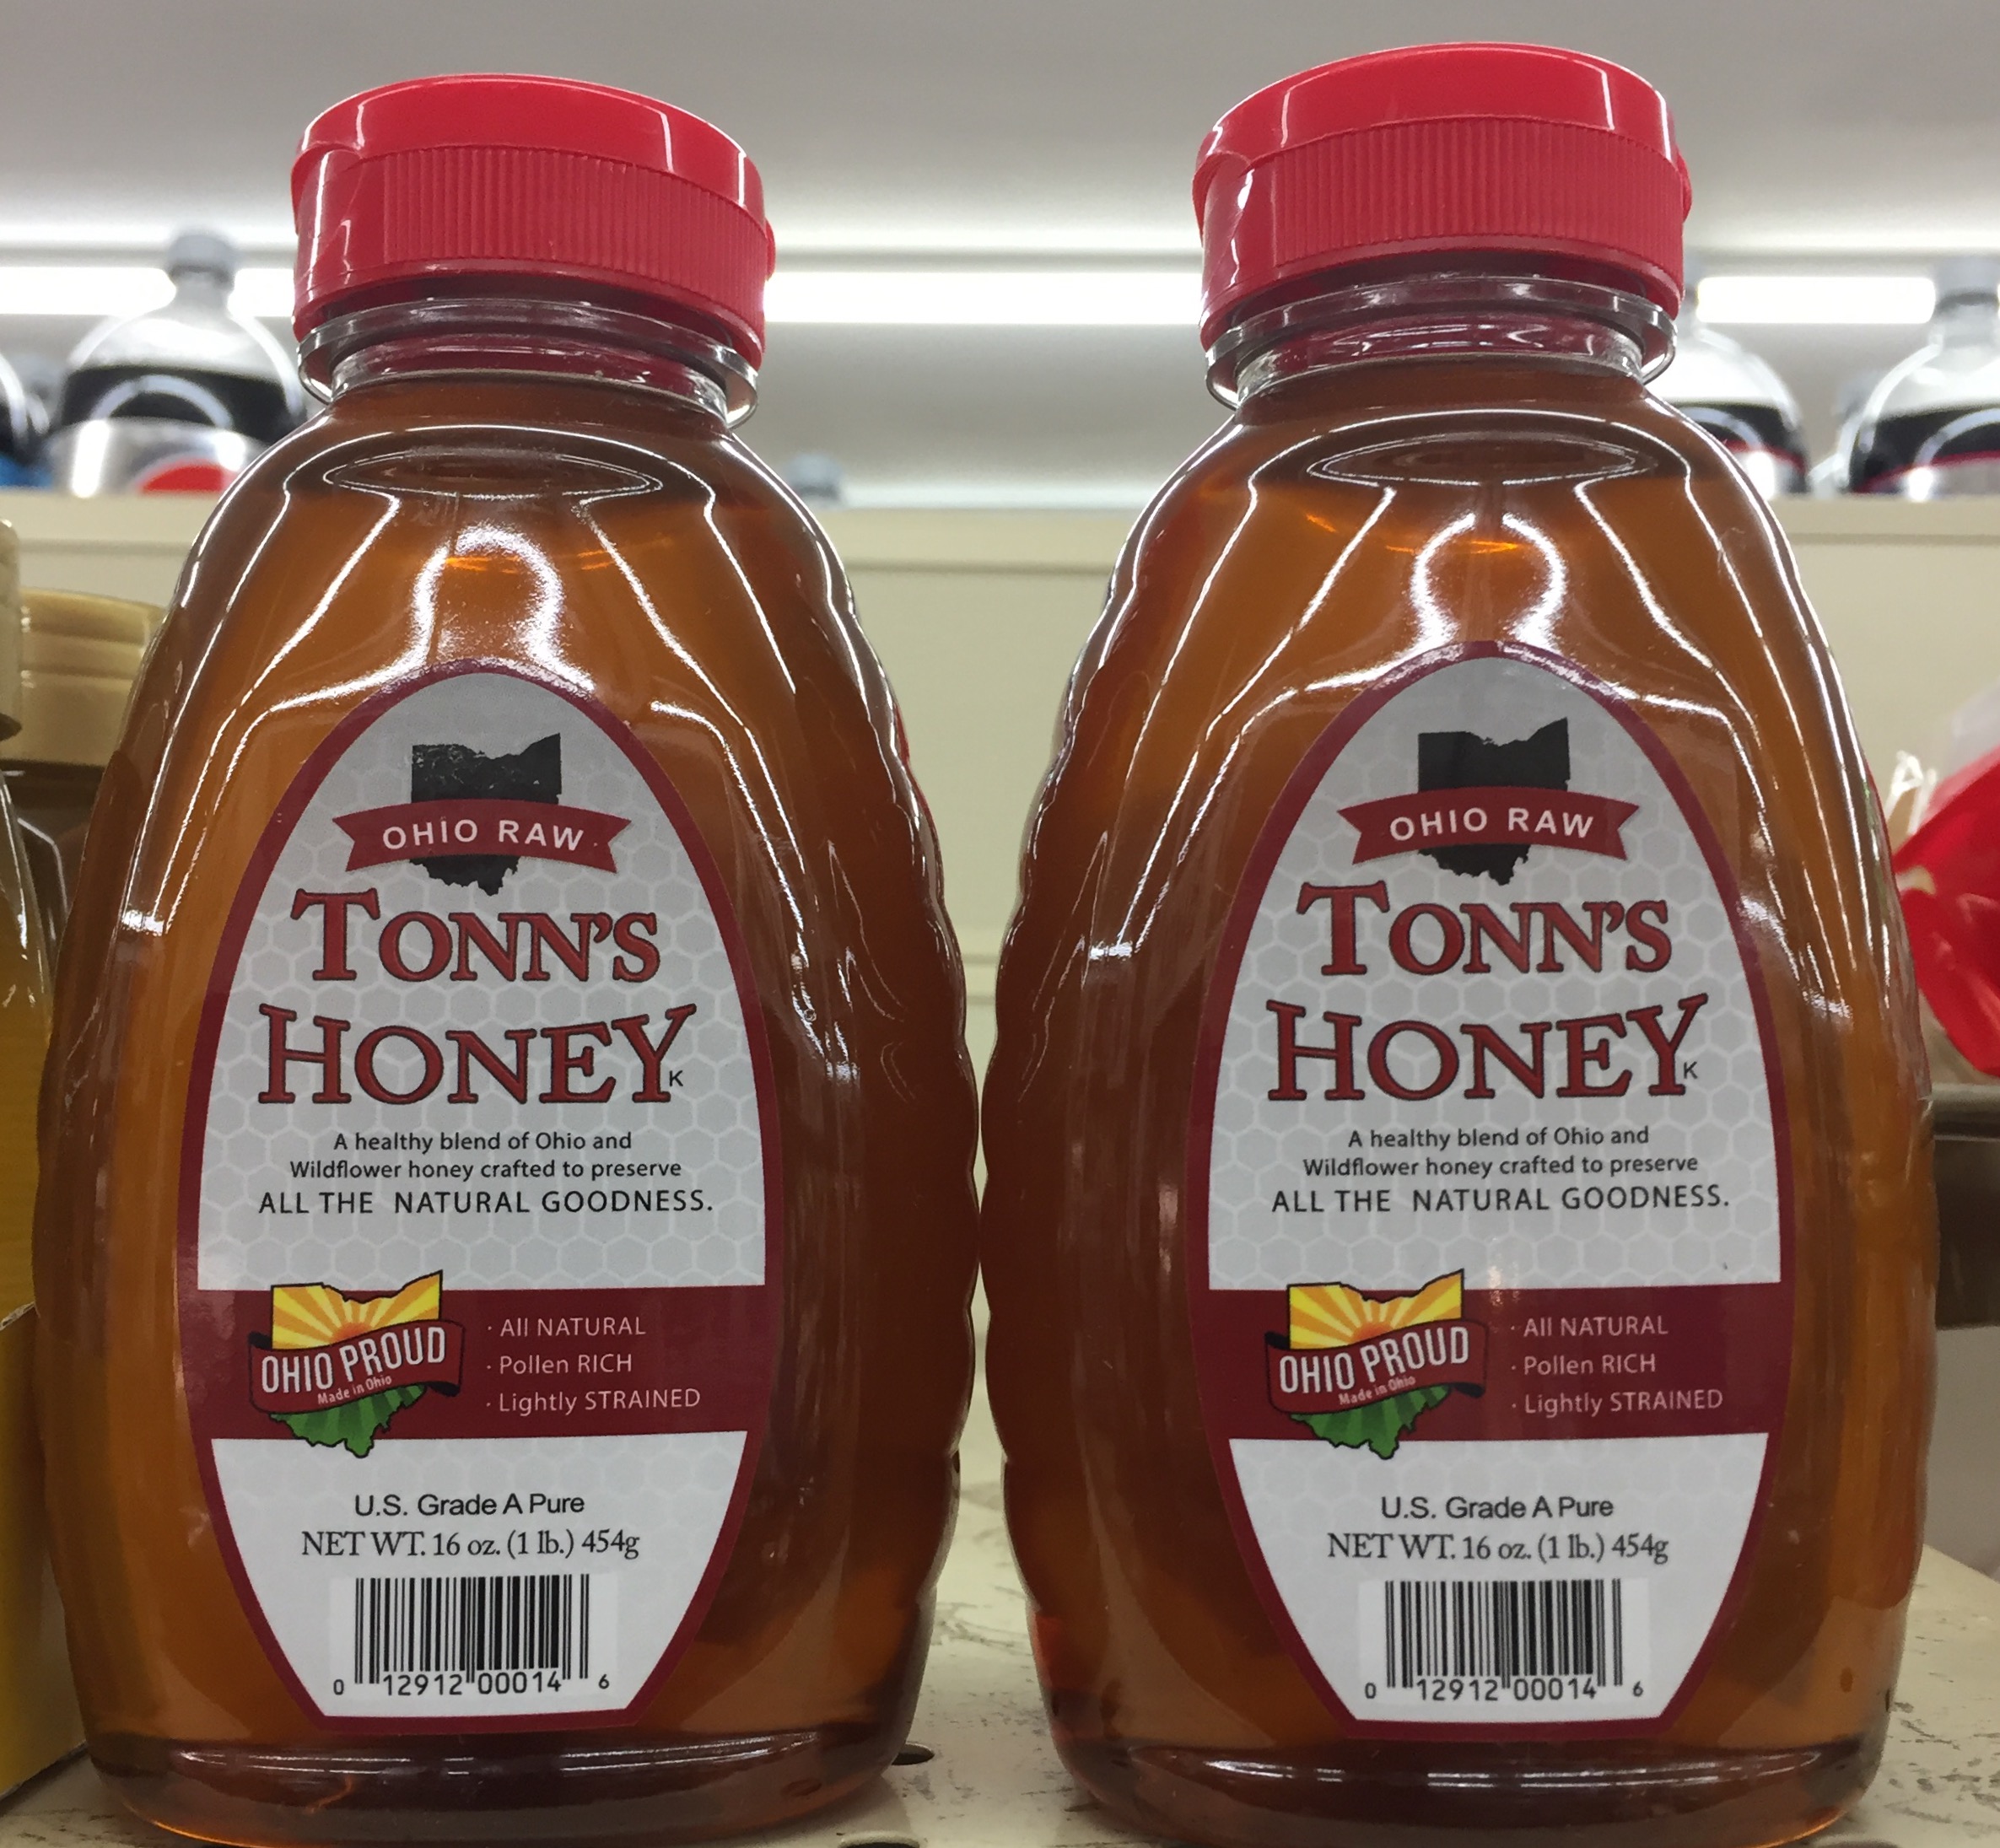 OHIO RAW
TONN'S
HONEY K
A healthy blend of Ohio and
Wildflower honey crafted to preserve
ALL THE NATURAL GOODNESS.
OHIO PROUD
Made in Ohio
· All NATURAL
· Pollen RICH
· Lightly STRAINED
U.S. Grade A Pure
NET WT. 16 oz. (1 lb.) 454g
0 12912 00014 6
OHIO RAW
TONN'S
HONEY K
A healthy blend of Ohio and
Wildflower honey crafted to preserve
ALL THE NATURAL GOODNESS.
OHIO PROUD
Made in Ohio
· All NATURAL
· Pollen RICH
· Lightly STRAINED
U.S. Grade A Pure
NET WT. 16 oz. (1 lb.) 454g
0 12912 00014 6